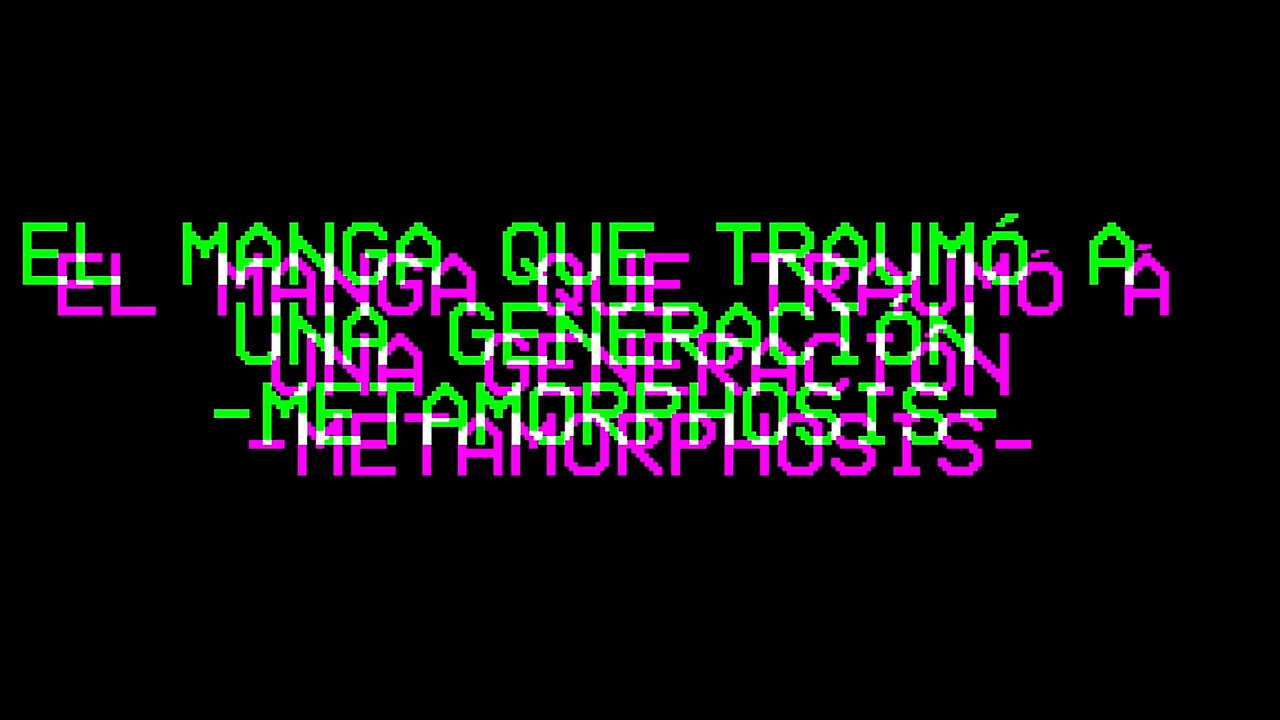 EL MANGA QUE TRAUMÓ A
UNA GENERACIÓN
-METAMORPHOSIS-